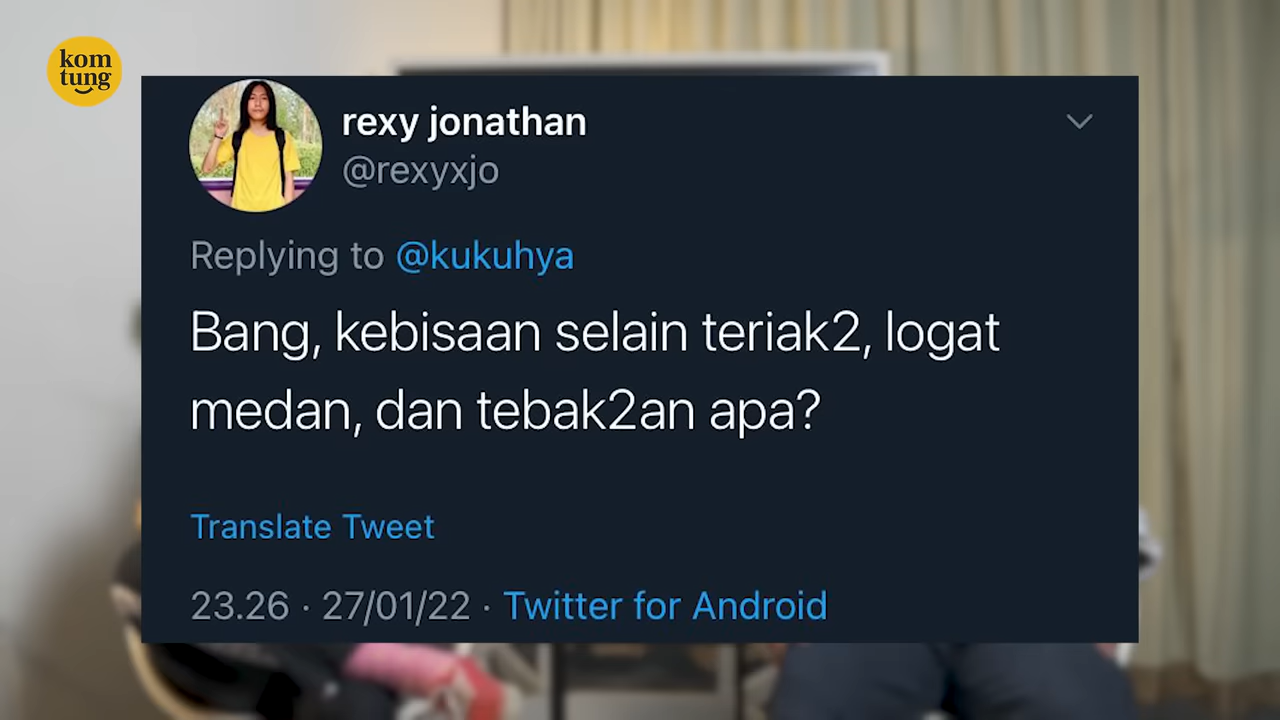 kom
tung
rexy jonathan
@rexyxjo
Replying to @kukuhya
Bang, kebisaan selain teriak2, logat
medan, dan tebak2an apa?
Translate Tweet
23.26 · 27/01/22 · Twitter for Android